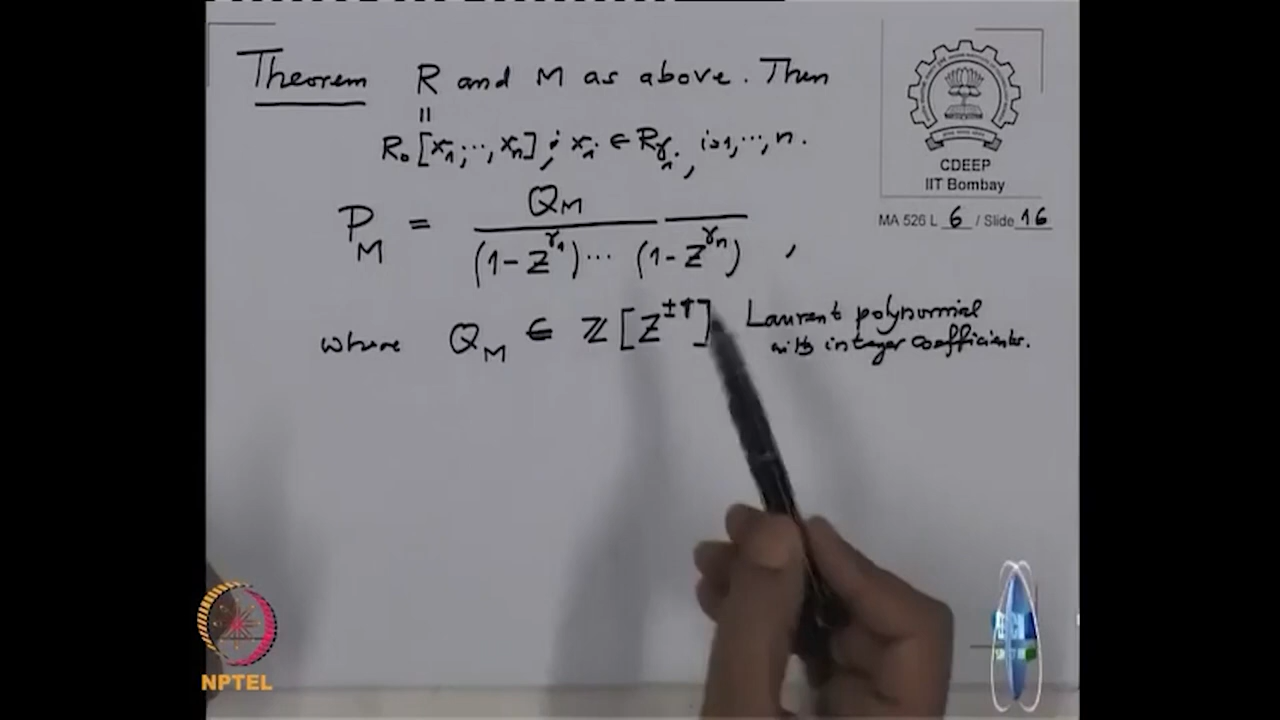 Theorem R and M as above. Then
CDEEP
IIT Bombay
MA 526 L 6 / Slide 16
=
R₀[x₁,…,xₙ], xᵢ ∈ R_γᵢ, i=1,…,n.
P_M = Q_M / (1-Z^γ₁)…(1-Z^γₙ),
where Q_M ∈ ℤ[Z^±1] Laurent polynomial
with integer coefficients.
NPTEL